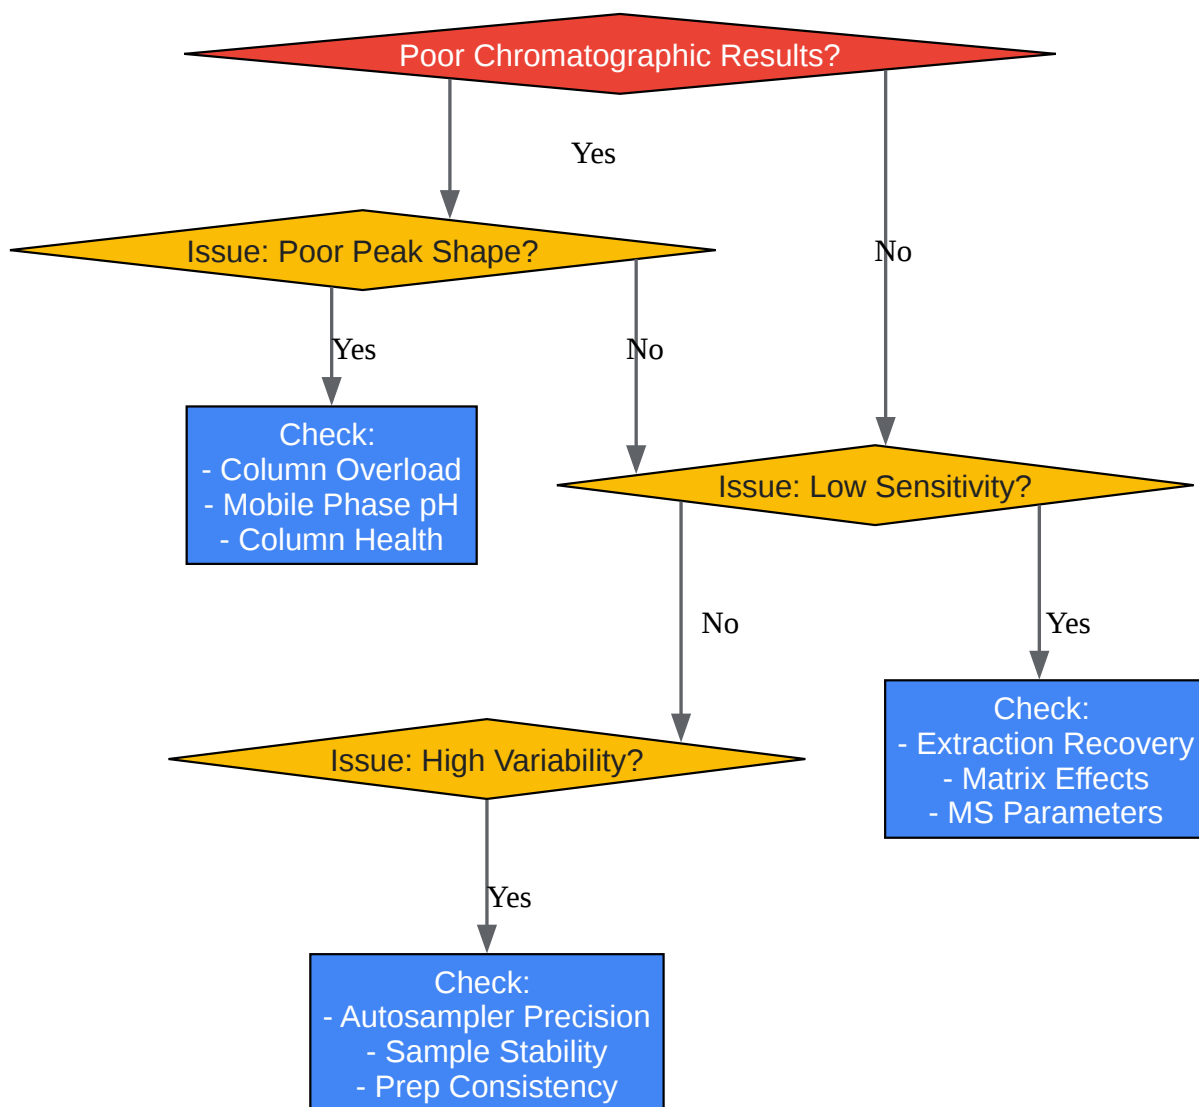 Poor Chromatographic Results?
Yes
Issue: Poor Peak Shape?
No
Yes
No
Check:
- Column Overload
- Mobile Phase pH
- Column Health
Issue: Low Sensitivity?
No
Yes
Check:
- Extraction Recovery
- Matrix Effects
- MS Parameters
Issue: High Variability?
Yes
Check:
- Autosampler Precision
- Sample Stability
- Prep Consistency